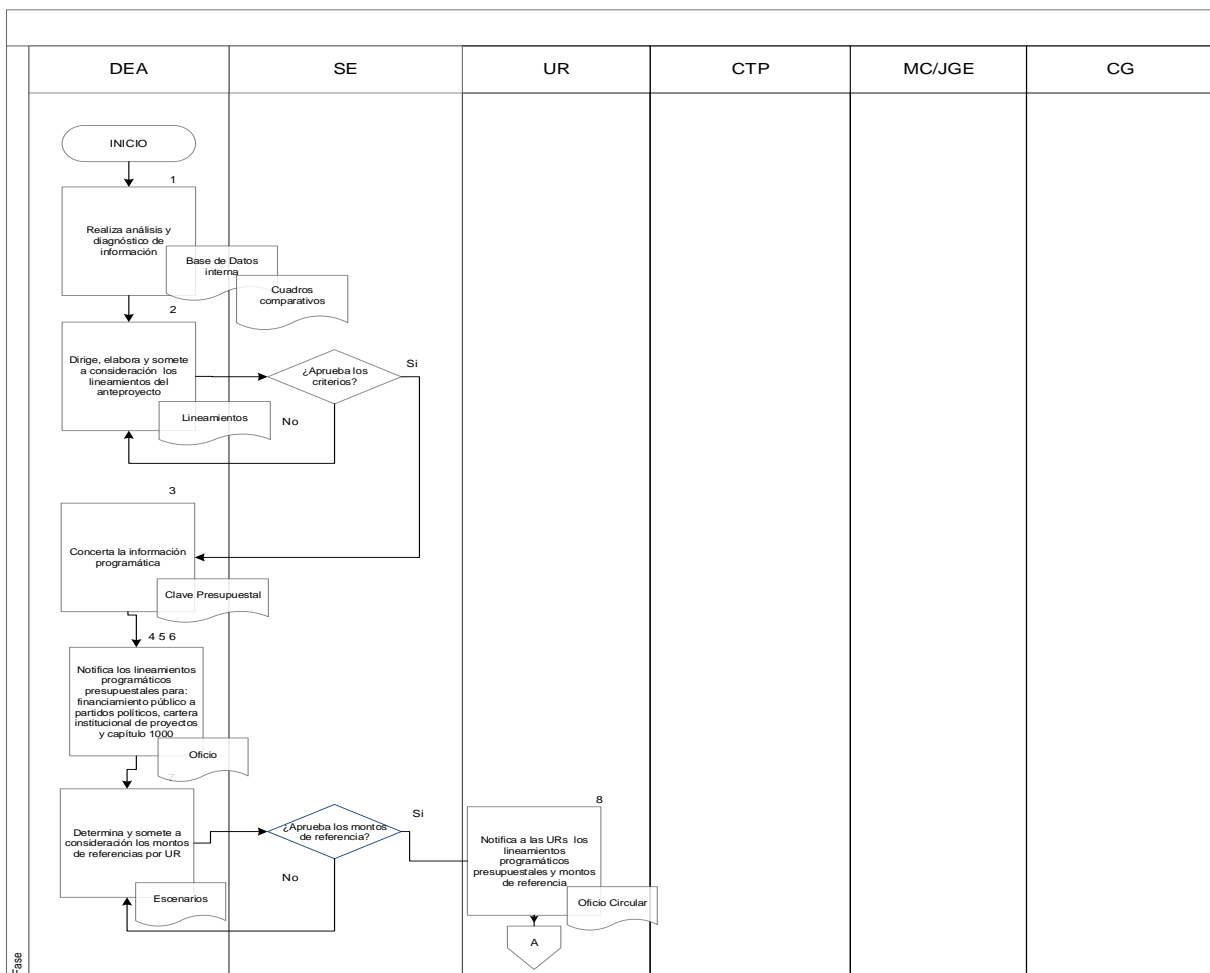 DEA
SE
UR
CTP
MC/JGE
CG
INICIO
1
Realiza análisis y
diagnóstico de
información
Base de Datos
interna
Cuadros
comparativos
2
Dirige, elabora y somete
a consideración los
lineamientos del
anteproyecto
Lineamientos
¿Aprueba los
criterios?
Si
No
3
Concerta la información
programática
Clave Presupuestal
4 5 6
Notifica los lineamientos
programáticos
presupuestales para:
financiamiento público a
partidos políticos, cartera
institucional de proyectos
y capítulo 1000
Oficio
7
Determina y somete a
consideración los montos
de referencias por UR
Escenarios
¿Aprueba los montos
de referencia?
Si
No
8
Notifica a las URs los
lineamientos
programáticos
presupuestales y montos
de referencia
Oficio Circular
A
Fase